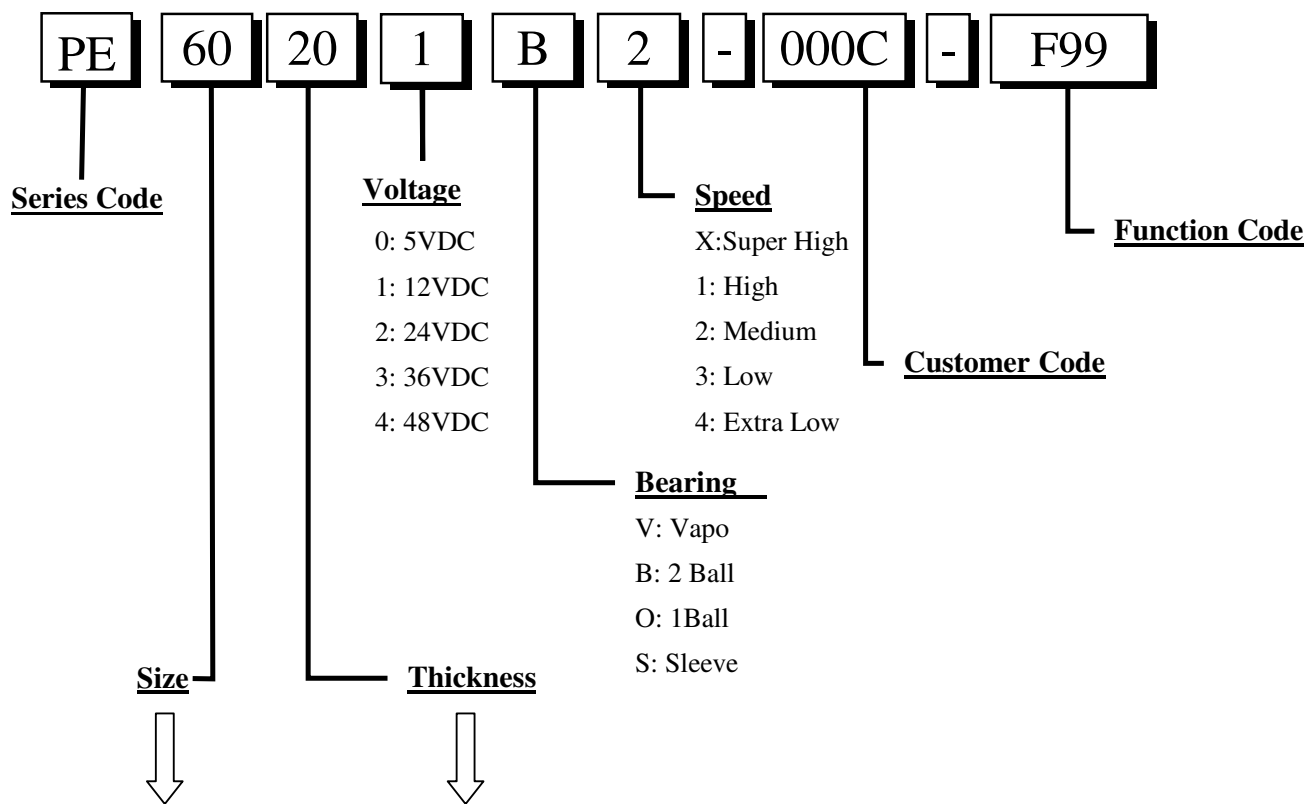 PE 60 20 1 B 2 - 000C - F99
Series Code
Voltage
0: 5VDC
1: 12VDC
2: 24VDC
3: 36VDC
4: 48VDC
Speed
X:Super High
1: High
2: Medium
3: Low
4: Extra Low
Function Code
Customer Code
Bearing
V: Vapo
B: 2 Ball
O: 1Ball
S: Sleeve
Size
Thickness